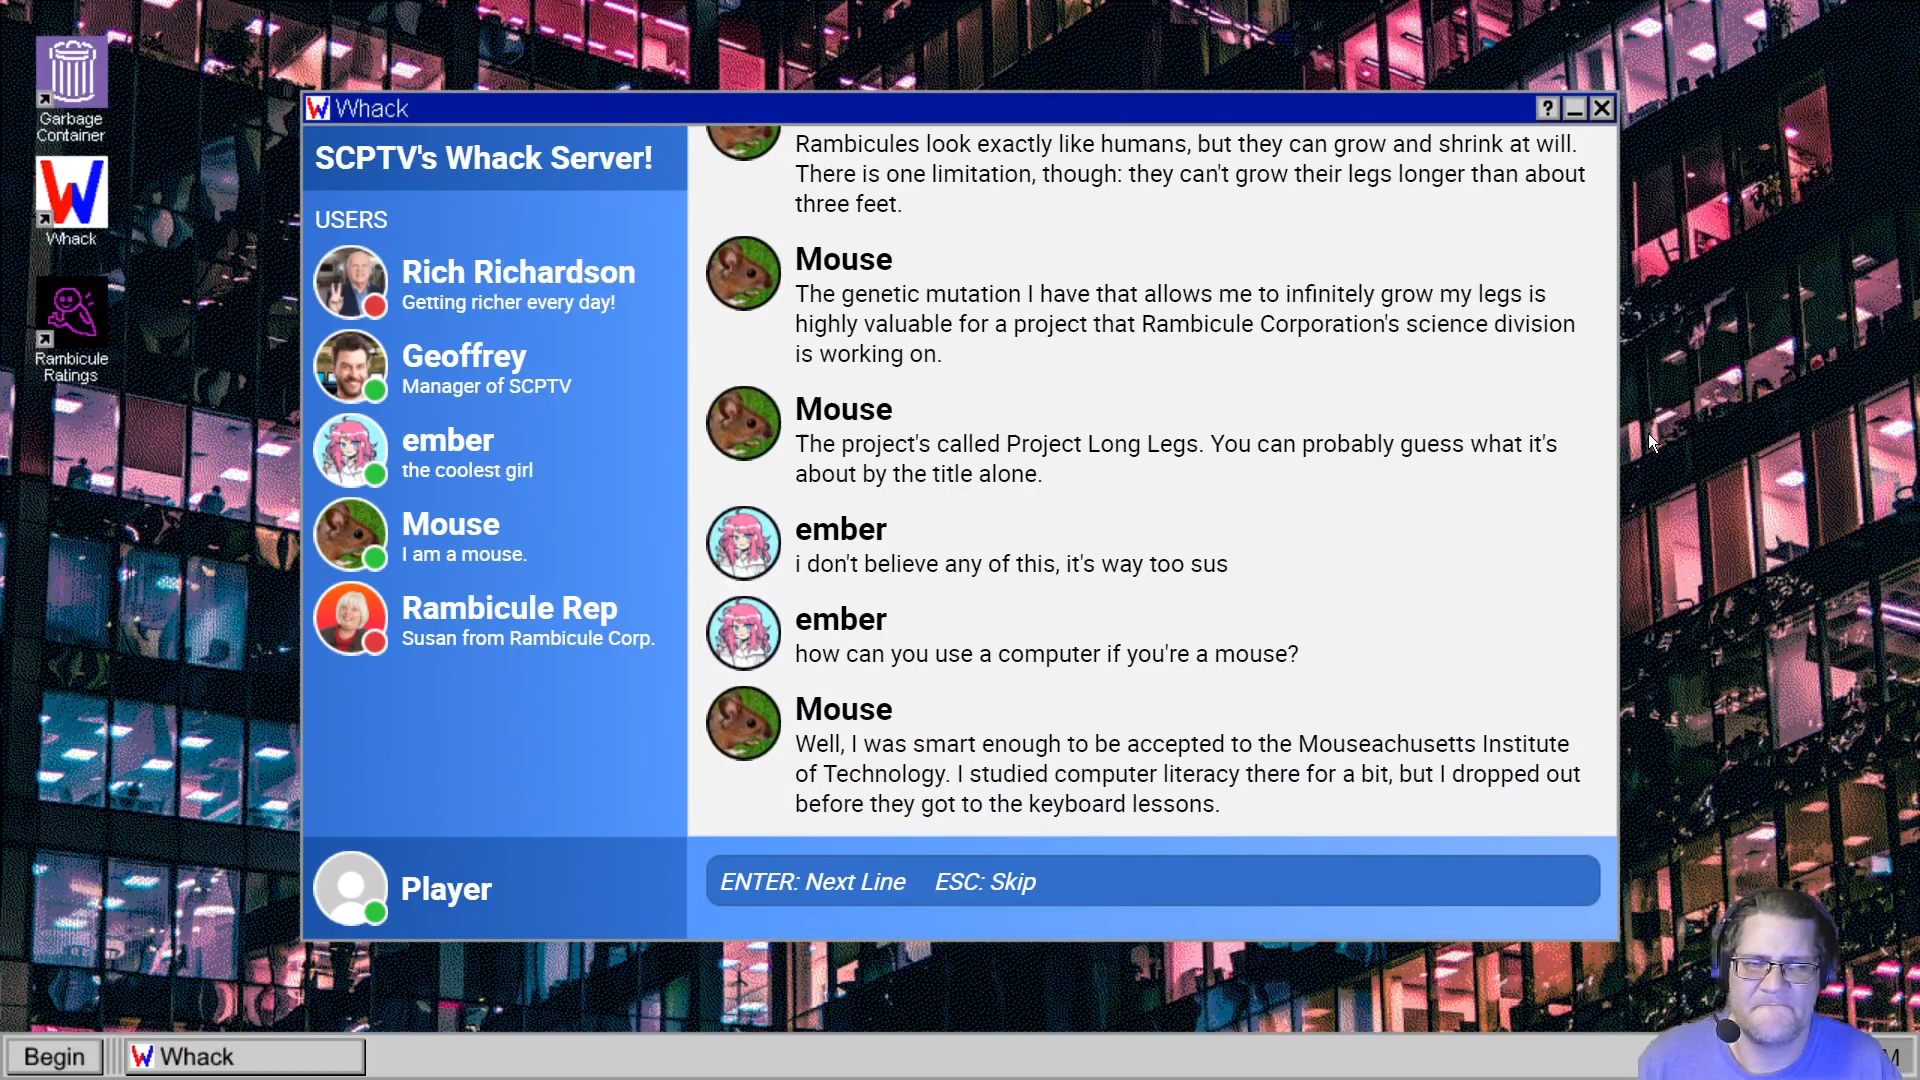 Garbage
Container
Whack
Rambicule
Ratings
Whack
?
SCPTV's Whack Server!
USERS
Rich Richardson
Getting richer every day!
Geoffrey
Manager of SCPTV
ember
the coolest girl
Mouse
I am a mouse.
Rambicule Rep
Susan from Rambicule Corp.
Player
Rambicules look exactly like humans, but they can grow and shrink at will.
There is one limitation, though: they can't grow their legs longer than about
three feet.
Mouse
The genetic mutation I have that allows me to infinitely grow my legs is
highly valuable for a project that Rambicule Corporation's science division
is working on.
Mouse
The project's called Project Long Legs. You can probably guess what it's
about by the title alone.
ember
i don't believe any of this, it's way too sus
ember
how can you use a computer if you're a mouse?
Mouse
Well, I was smart enough to be accepted to the Mouseachusetts Institute
of Technology. I studied computer literacy there for a bit, but I dropped out
before they got to the keyboard lessons.
ENTER: Next Line ESC: Skip
Begin
Whack